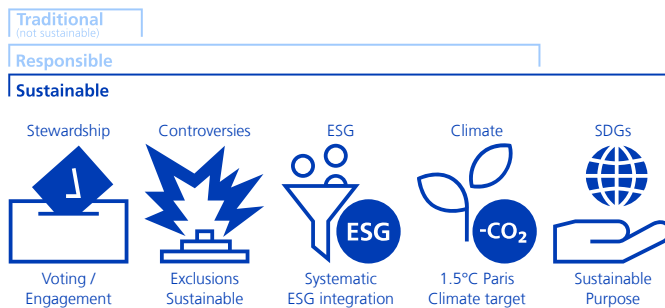 Traditional
(not sustainable)
Responsible
Sustainable
Stewardship
Controversies
ESG
Climate
SDGs
ESG
-CO₂
Voting /
Engagement
Exclusions
Sustainable
Systematic
ESG integration
1.5°C Paris
Climate target
Sustainable
Purpose